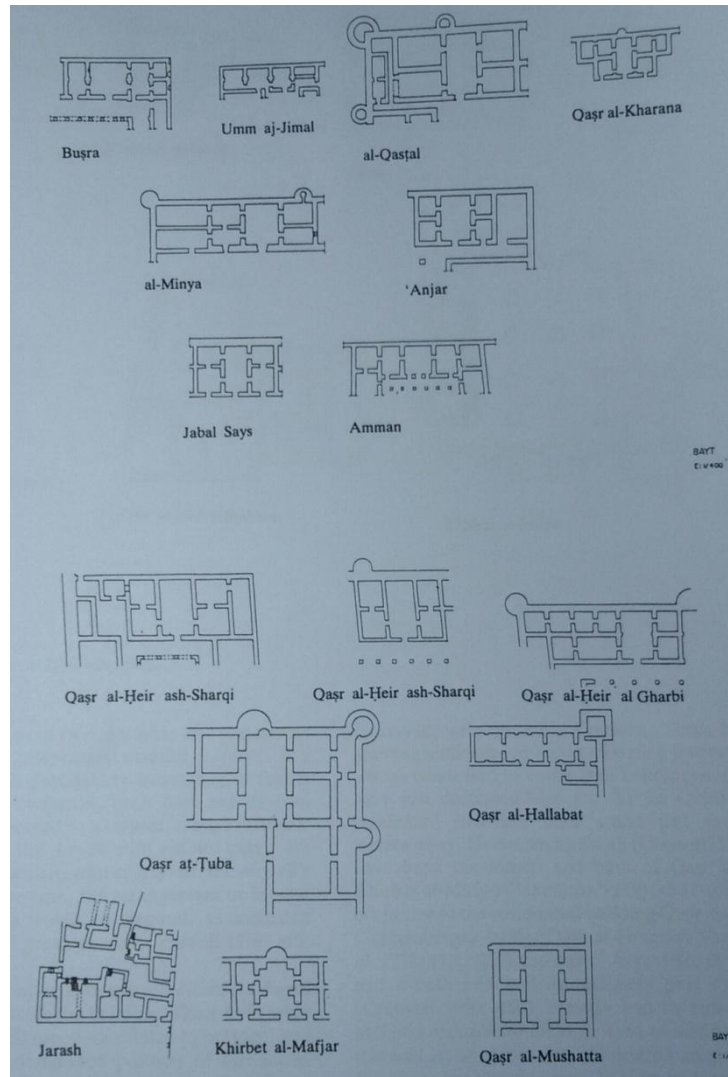 Buṣra
Umm aj-Jimal
al-Qasṭal
Qaṣr al-Kharana
al-Minya
ʻAnjar
Jabal Says
Amman
BAYT
Qaṣr al-Ḥeir ash-Sharqi
Qaṣr al-Ḥeir ash-Sharqi
Qaṣr al-Ḥeir al Gharbi
Qaṣr aṭ-Ṭuba
Qaṣr al-Ḥallabat
Jarash
Khirbet al-Mafjar
Qaṣr al-Mushatta